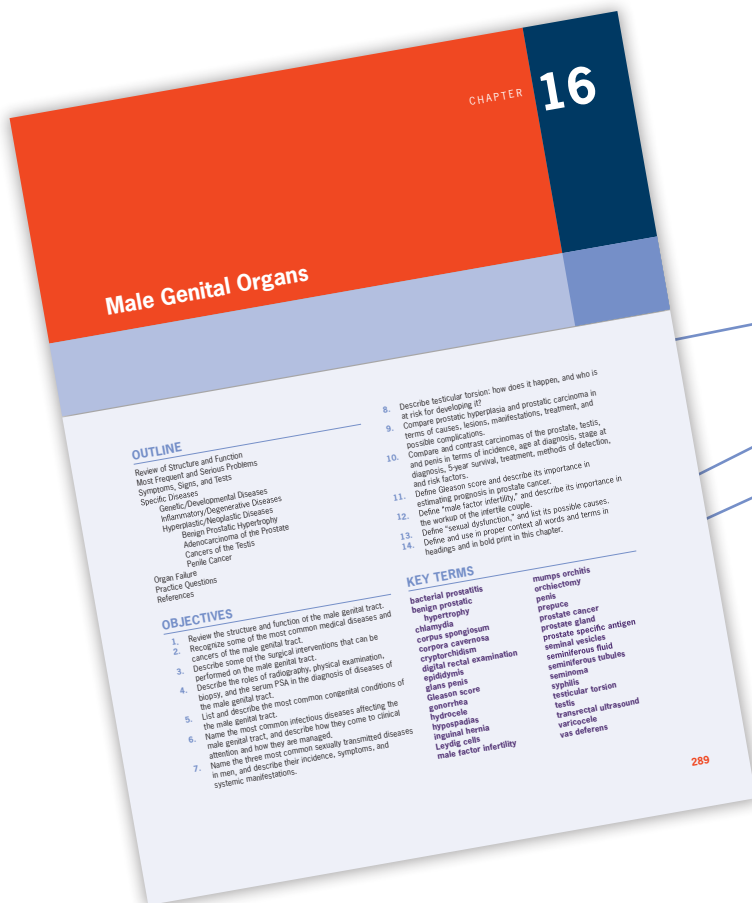 CHAPTER 16
Male Genital Organs
OUTLINE
Review of Structure and Function
Most Frequent and Serious Problems
Symptoms, Signs, and Tests
Specific Diseases
Genetic/Developmental Diseases
Inflammatory/Degenerative Diseases
Hyperplastic/Neoplastic Diseases
Benign Prostatic Hypertrophy
Adenocarcinoma of the Prostate
Cancers of the Testis
Penile Cancer
Organ Failure
Practice Questions
References
OBJECTIVES
1. Review the structure and function of the male genital tract.
2. Recognize some of the most common medical diseases and
cancers of the male genital tract.
3. Describe some of the surgical interventions that can be
performed on the male genital tract.
4. Describe the roles of radiography, physical examination,
biopsy, and the serum PSA in the diagnosis of diseases of
the male genital tract.
5. List and describe the most common congenital conditions of
the male genital tract.
6. Name the most common infectious diseases affecting the
male genital tract, and describe how they come to clinical
attention and how they are managed.
7. Name the three most common sexually transmitted diseases
in men, and describe their incidence, symptoms, and
systemic manifestations.
8. Describe testicular torsion: how does it happen, and who is
at risk for developing it?
9. Compare prostatic hyperplasia and prostatic carcinoma in
terms of causes, lesions, manifestations, treatment, and
possible complications.
10. Compare and contrast carcinomas of the prostate, testis,
and penis in terms of incidence, age at diagnosis, stage at
diagnosis, 5-year survival, treatment, methods of detection,
and risk factors.
11. Define Gleason score and describe its importance in
estimating prognosis in prostate cancer.
12. Define "male factor infertility," and describe its importance in
the workup of the infertile couple.
13. Define "sexual dysfunction," and list its possible causes.
14. Define and use in proper context all words and terms in
headings and in bold print in this chapter.
KEY TERMS
bacterial prostatitis
benign prostatic
hypertrophy
chlamydia
corpus spongiosum
corpora cavernosa
cryptorchidism
digital rectal examination
epididymis
glans penis
Gleason score
gonorrhea
hydrocele
hypospadias
inguinal hernia
Leydig cells
male factor infertility
mumps orchitis
orchiectomy
penis
prepuce
prostate cancer
prostate gland
prostate specific antigen
seminal vesicles
seminiferous fluid
seminiferous tubules
seminoma
syphilis
testicular torsion
testis
transrectal ultrasound
varicocele
vas deferens
289